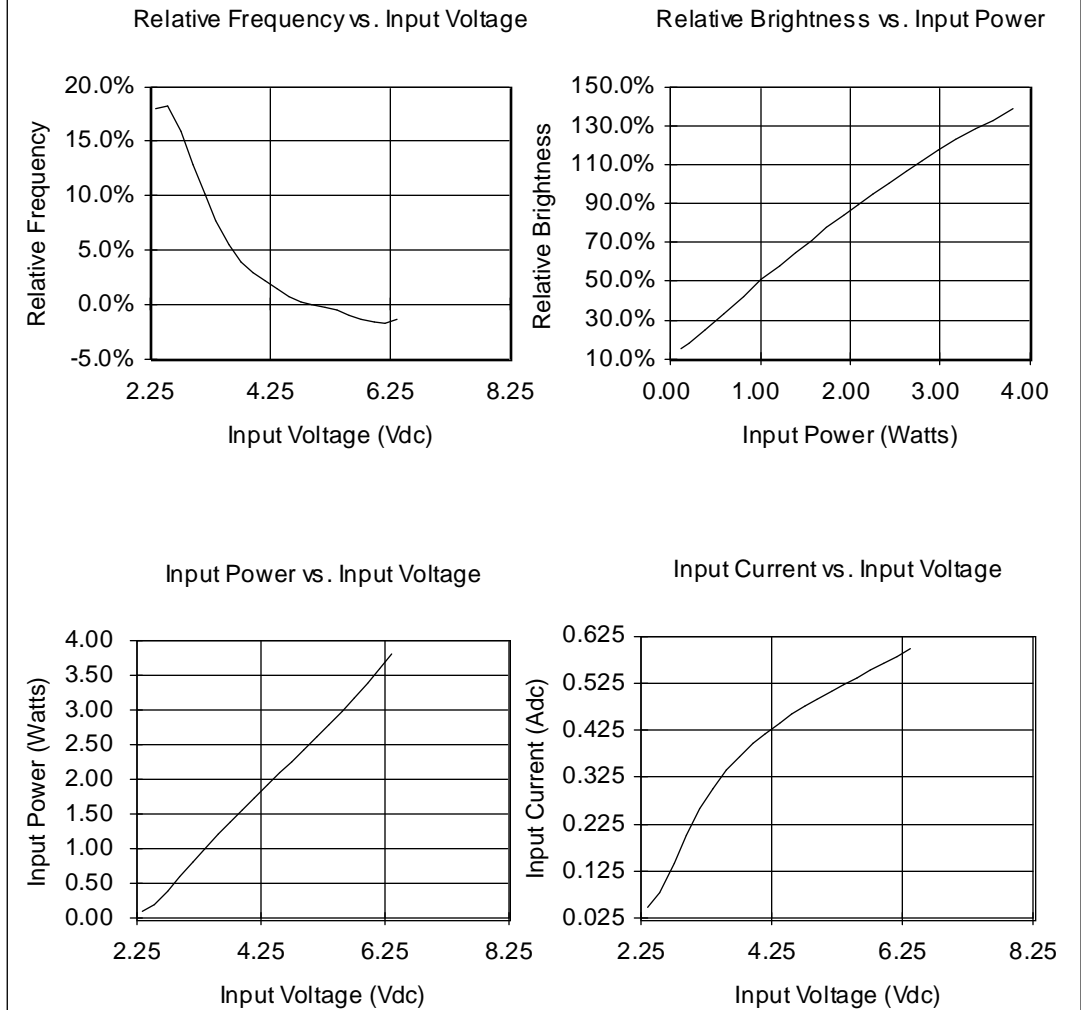 Relative Frequency vs. Input Voltage
Relative Frequency
20.0%
15.0%
10.0%
5.0%
0.0%
-5.0%
2.25 4.25 6.25 8.25
Input Voltage (Vdc)
Relative Brightness vs. Input Power
Relative Brightness
150.0%
130.0%
110.0%
90.0%
70.0%
50.0%
30.0%
10.0%
0.00 1.00 2.00 3.00 4.00
Input Power (Watts)
Input Power vs. Input Voltage
Input Power (Watts)
4.00
3.50
3.00
2.50
2.00
1.50
1.00
0.50
0.00
2.25 4.25 6.25 8.25
Input Voltage (Vdc)
Input Current vs. Input Voltage
Input Current (Adc)
0.625
0.525
0.425
0.325
0.225
0.125
0.025
2.25 4.25 6.25 8.25
Input Voltage (Vdc)